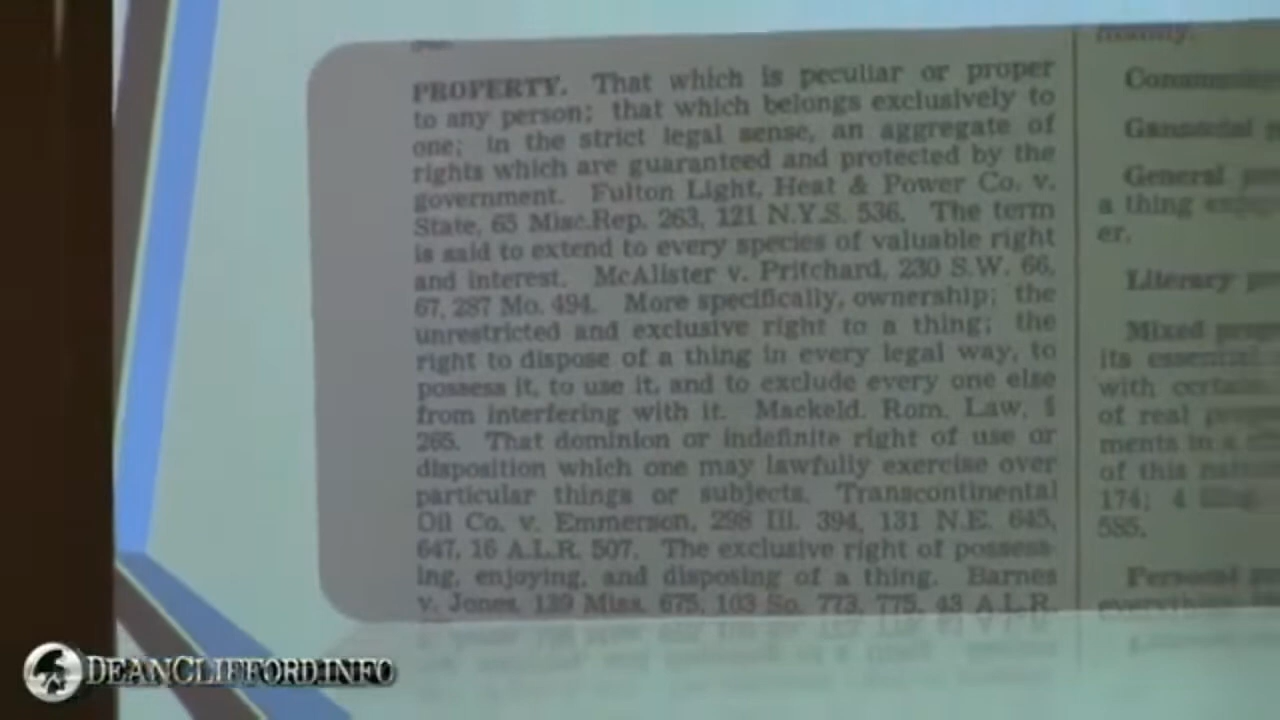 PROPERTY. That which is peculiar or proper
to any person; that which belongs exclusively to
one; in the strict legal sense, an aggregate of
rights which are guaranteed and protected by the
government. Fulton Light, Heat & Power Co. v.
State, 65 Misc.Rep. 263, 121 N.Y.S. 536. The term
is said to extend to every species of valuable right
and interest. McAlister v. Pritchard, 230 S.W. 66,
67, 287 Mo. 494. More specifically, ownership; the
unrestricted and exclusive right to a thing; the
right to dispose of a thing in every legal way, to
possess it, to use it, and to exclude every one else
from interfering with it. Mackeld. Rom. Law, §
265. That dominion or indefinite right of use or
disposition which one may lawfully exercise over
particular things or subjects. Transcontinental
Oil Co. v. Emmerson, 298 Ill. 394, 131 N.E. 645,
647, 16 A.L.R. 507. The exclusive right of possess-
ing, enjoying, and disposing of a thing. Barnes
v. Jones, 139 Miss. 675, 103 So. 773, 775, 43 A.L.R.
General
a thing
er.
Literary
Mixed
its essential
with certain
of real
ments in a
of this
174; 4
585.
Personal
DEANCLIFFORD.INFO